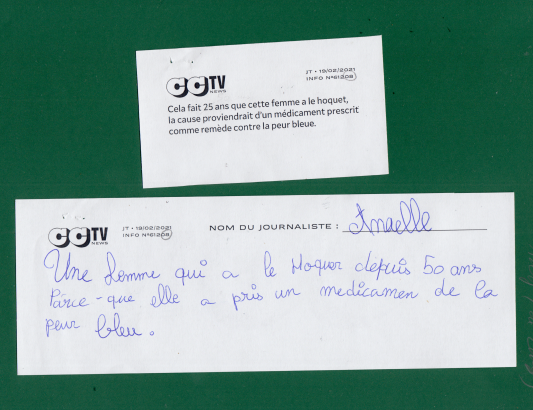 CCTV
NEWS
JT • 19/02/2021
INFO N°61208
Cela fait 25 ans que cette femme a le hoquet,
la cause proviendrait d'un médicament prescrit
comme remède contre la peur bleue.
CCTV
NEWS
JT • 19/02/2021
INFO N°61208
NOM DU JOURNALISTE : Anaelle
Une femme qui a le Hoquer depuis 50 ans
Parce-que elle a pris un medicamen de la
peur bleu.